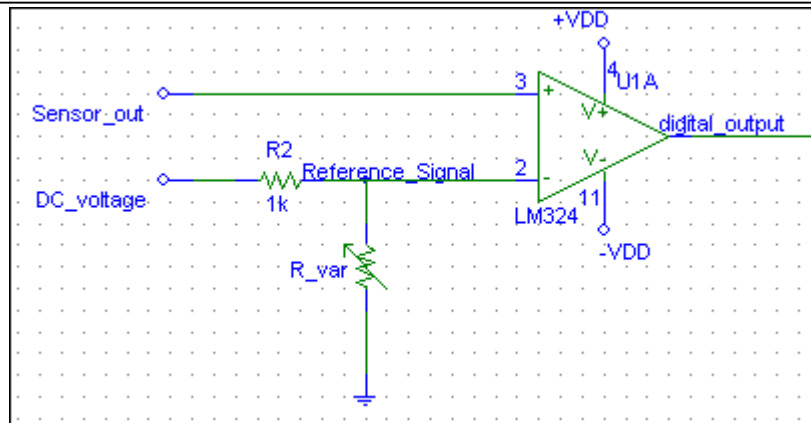 +VDD
4
U1A
3
+
V+
Sensor_out
digital_output
R2
Reference_Signal
2
-
V-
DC_voltage
1k
11
LM324
-VDD
R_var